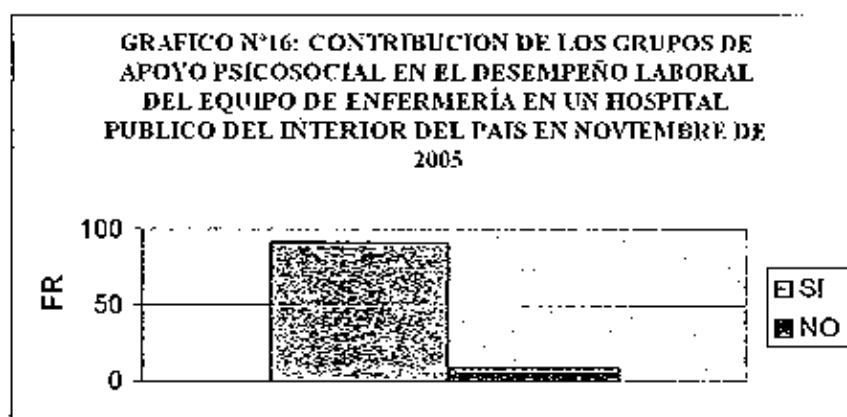 GRAFICO N°16: CONTRIBUCION DE LOS GRUPOS DE
APOYO PSICOSOCIAL EN EL DESEMPEÑO LABORAL
DEL EQUIPO DE ENFERMERÍA EN UN HOSPITAL
PUBLICO DEL INTERIOR DEL PAIS EN NOVIEMBRE DE
2005
100
FR
50
0
SI
NO